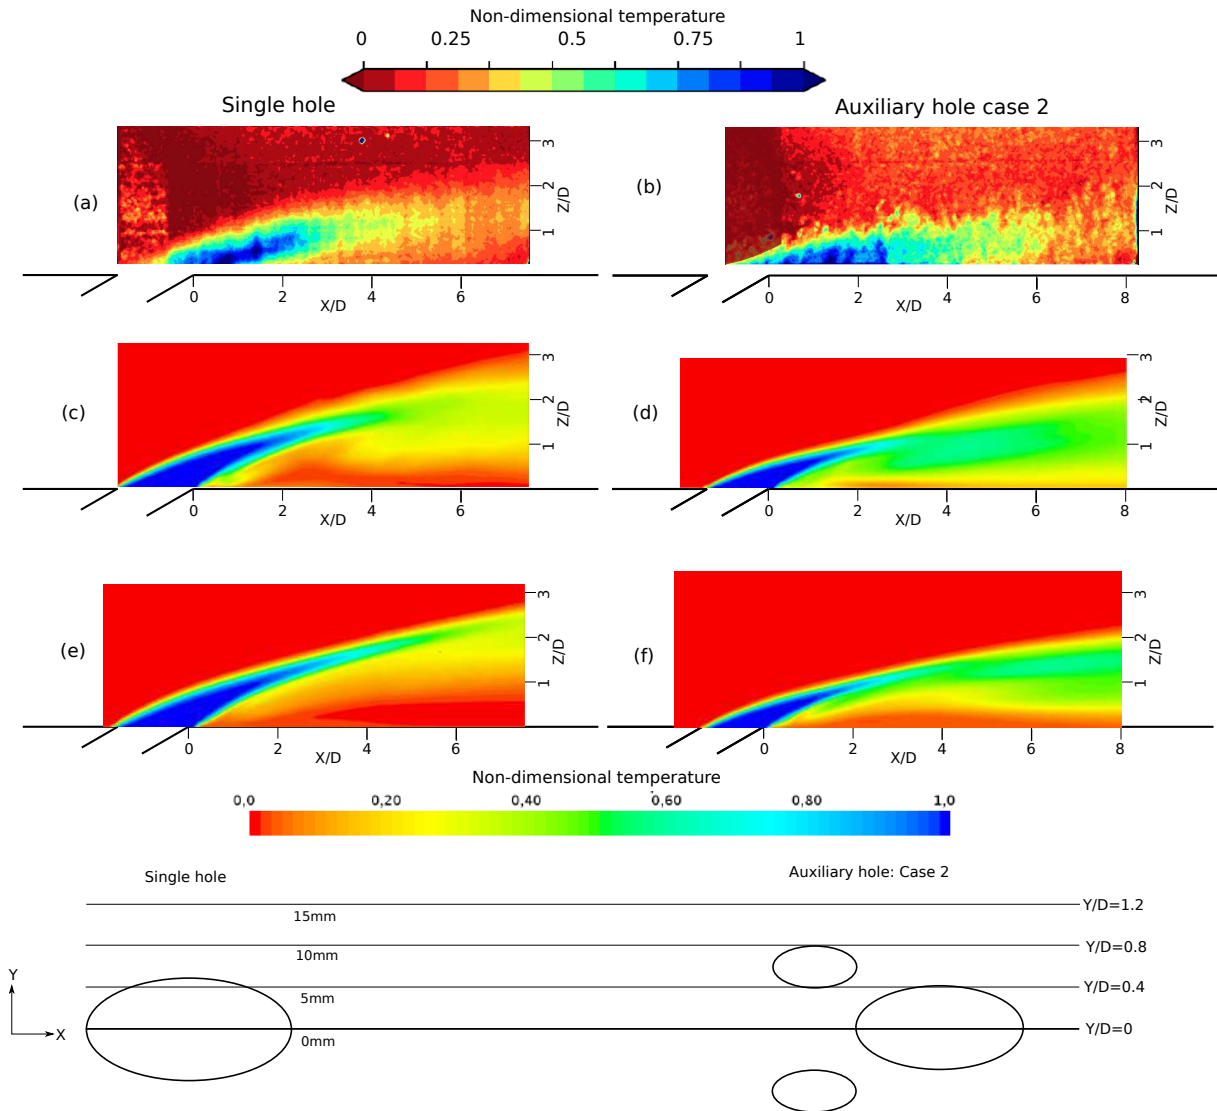 Non-dimensional temperature
0 0.25 0.5 0.75 1
Single hole
Auxiliary hole case 2
(a)
3
2
1
Z/D
0 2 4 6
X/D
(b)
3
2
1
Z/D
0 2 4 6 8
X/D
(c)
3
2
1
Z/D
0 2 4 6
X/D
(d)
3
2
1
Z/D
0 2 4 6 8
X/D
(e)
3
2
1
Z/D
0 2 4 6
X/D
(f)
3
2
1
Z/D
0 2 4 6 8
X/D
Non-dimensional temperature
0,0 0,20 0,40 0,60 0,80 1,0
Single hole
Auxiliary hole: Case 2
15mm
Y/D=1.2
10mm
Y/D=0.8
5mm
Y/D=0.4
0mm
Y/D=0
Y
X